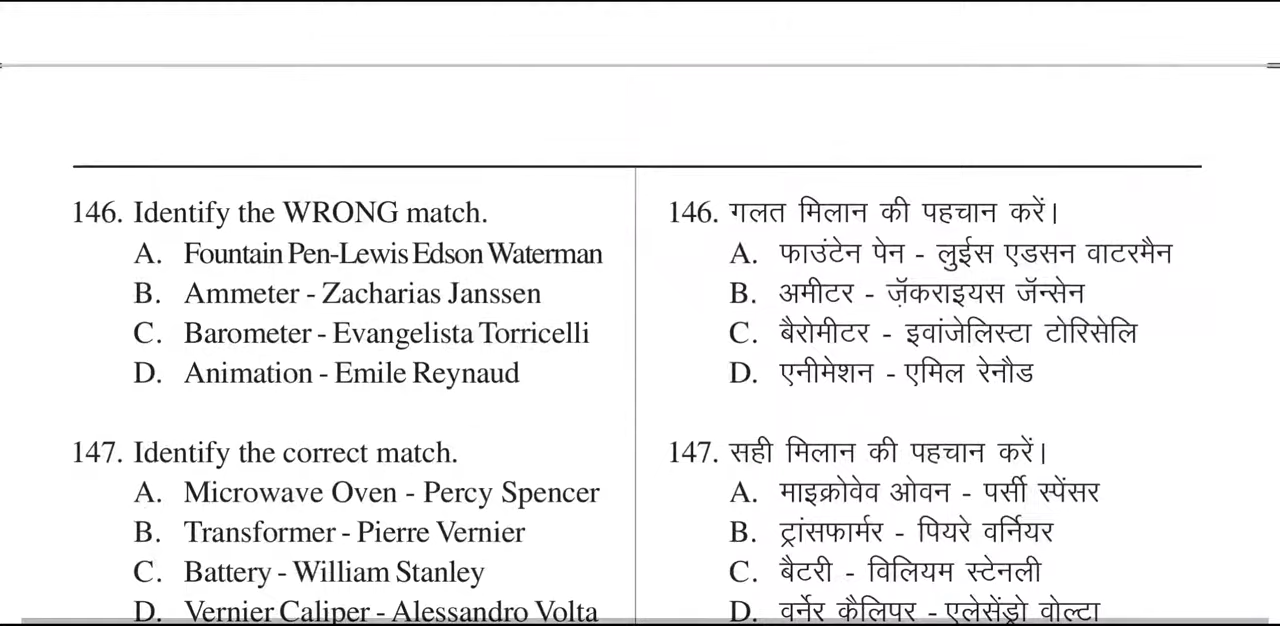 146. Identify the WRONG match.
A. Fountain Pen-Lewis Edson Waterman
B. Ammeter - Zacharias Janssen
C. Barometer - Evangelista Torricelli
D. Animation - Emile Reynaud
147. Identify the correct match.
A. Microwave Oven - Percy Spencer
B. Transformer - Pierre Vernier
C. Battery - William Stanley
D. Vernier Caliper - Alessandro Volta
146. गलत मिलान की पहचान करें।
A. फाउंटेन पेन - लुईस एडसन वाटरमैन
B. अमीटर - ज़ॅकराइयस जॅन्सेन
C. बैरोमीटर - इवांजेलिस्टा टोरिसेलि
D. एनीमेशन - एमिल रेनौड
147. सही मिलान की पहचान करें।
A. माइक्रोवेव ओवन - पर्सी स्पेंसर
B. ट्रांसफार्मर - पियरे वर्नियर
C. बैटरी - विलियम स्टेनली
D. वर्नेर कैलिपर - एलेसेंड्रो वोल्टा